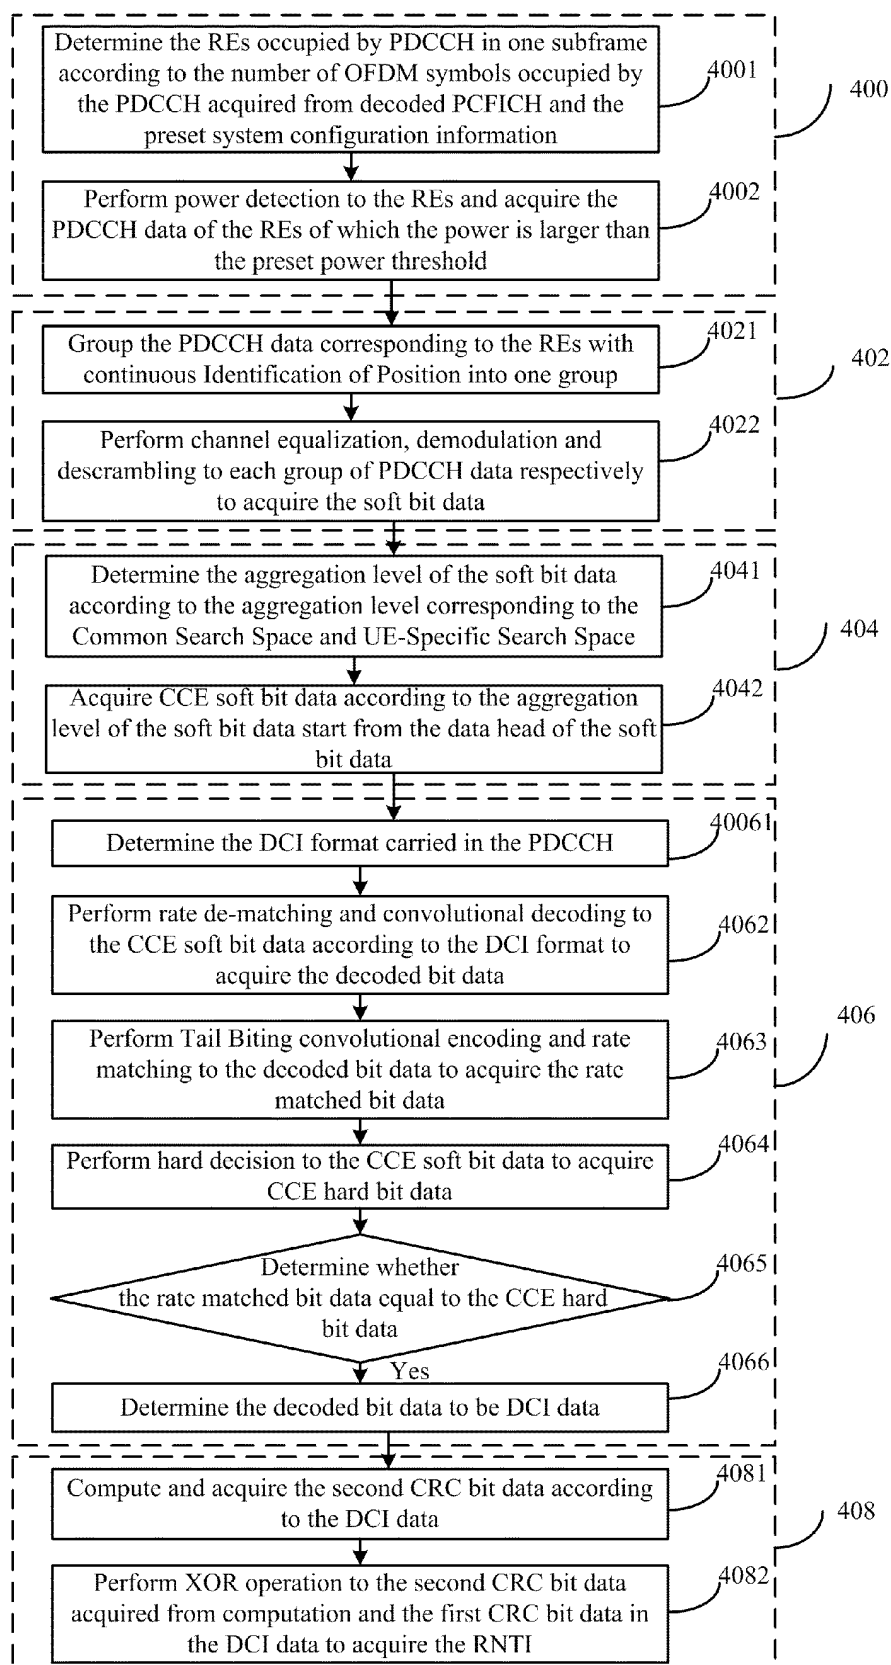 Determine the REs occupied by PDCCH in one subframe
according to the number of OFDM symbols occupied by
the PDCCH acquired from decoded PCFICH and the
preset system configuration information
4001
400
Perform power detection to the REs and acquire the
PDCCH data of the REs of which the power is larger than
the preset power threshold
4002
Group the PDCCH data corresponding to the REs with
continuous Identification of Position into one group
4021
402
Perform channel equalization, demodulation and
descrambling to each group of PDCCH data respectively
to acquire the soft bit data
4022
Determine the aggregation level of the soft bit data
according to the aggregation level corresponding to the
Common Search Space and UE-Specific Search Space
4041
404
Acquire CCE soft bit data according to the aggregation
level of the soft bit data start from the data head of the soft
bit data
4042
Determine the DCI format carried in the PDCCH
40061
Perform rate de-matching and convolutional decoding to
the CCE soft bit data according to the DCI format to
acquire the decoded bit data
4062
Perform Tail Biting convolutional encoding and rate
matching to the decoded bit data to acquire the rate
matched bit data
4063
406
Perform hard decision to the CCE soft bit data to acquire
CCE hard bit data
4064
Determine whether
the rate matched bit data equal to the CCE hard
bit data
4065
Yes
Determine the decoded bit data to be DCI data
4066
Compute and acquire the second CRC bit data according
to the DCI data
4081
408
Perform XOR operation to the second CRC bit data
acquired from computation and the first CRC bit data in
the DCI data to acquire the RNTI
4082